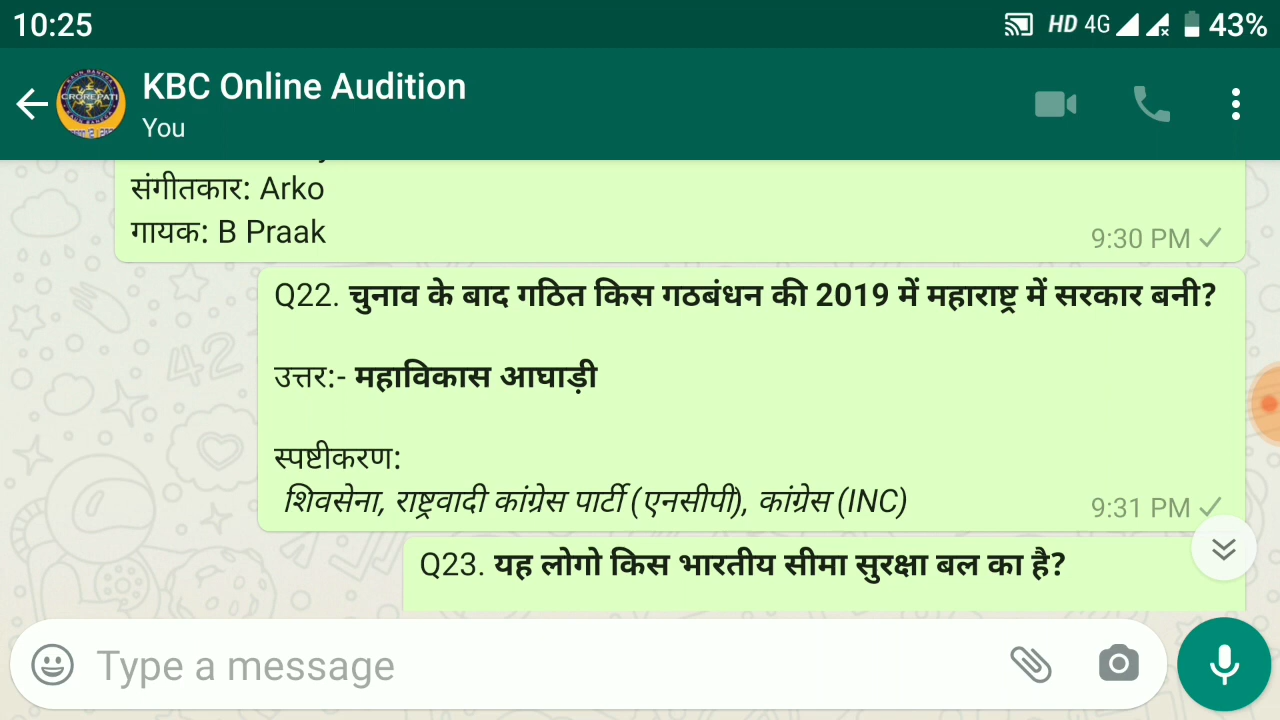 10:25
HD 4G 43%
KBC Online Audition
You
संगीतकार: Arko
गायक: B Praak
9:30 PM
Q22. चुनाव के बाद गठित किस गठबंधन की 2019 में महाराष्ट्र में सरकार बनी?
उत्तर:- महाविकास आघाड़ी
स्पष्टीकरण:
शिवसेना, राष्ट्रवादी कांग्रेस पार्टी (एनसीपी), कांग्रेस (INC)
9:31 PM
Q23. यह लोगो किस भारतीय सीमा सुरक्षा बल का है?
Type a message